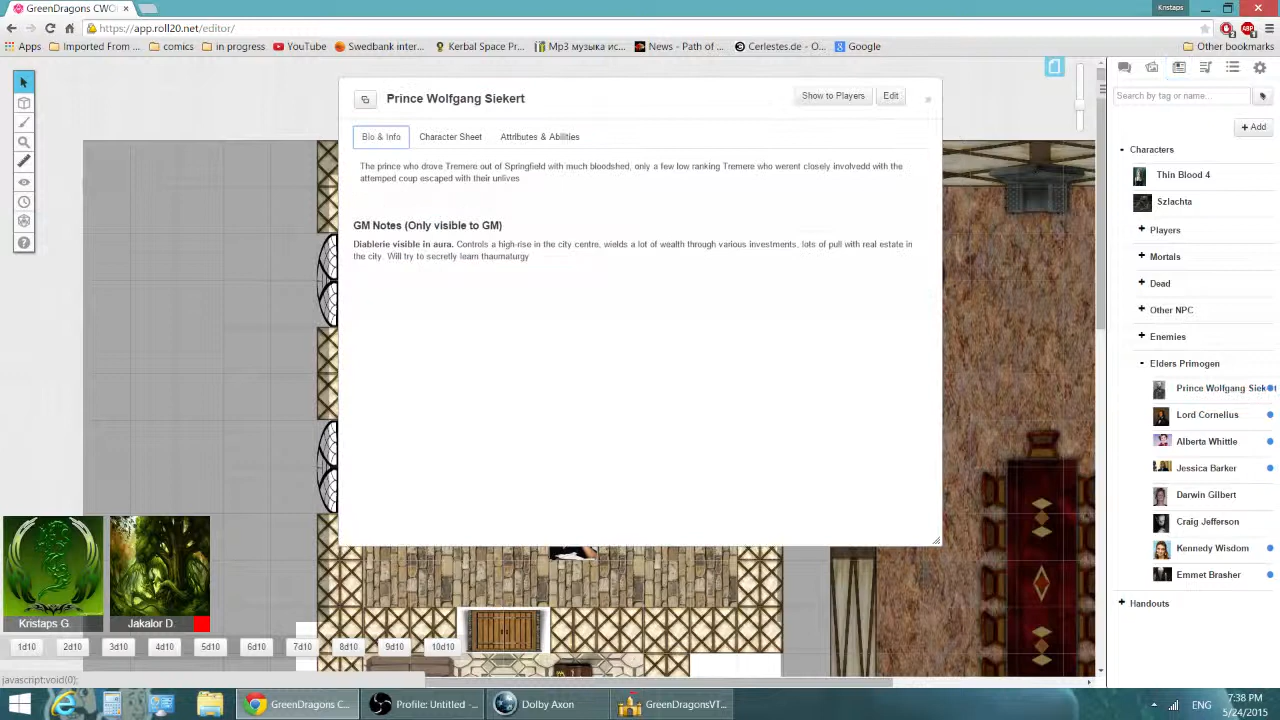 GreenDragons CWO
Kristaps
https://app.roll20.net/editor/
Apps
Imported From IE
comics
in progress
YouTube
Swedbank inter...
Kerbal Space Pr...
Mp3 музыка ис...
News - Path of ...
Cerlestes.de - ...
Google
Other bookmarks
Prince Wolfgang Siekert
Show to Players
Edit
Bio & Info
Character Sheet
Attributes & Abilities
The prince who drove Tremere out of Springfield with much bloodshed, only a few low ranking Tremere who werent closely involvedd with the
attemped coup escaped with their unlives
GM Notes (Only visible to GM)
Diablerie visible in aura. Controls a high-rise in the city centre, wields a lot of wealth through various investments, lots of pull with real estate in
the city Will try to secretly learn thaumaturgy
Search by tag or name...
+ Add
Characters
Thin Blood 4
Szlachta
Players
Mortals
Dead
Other NPC
Enemies
Elders Primogen
Prince Wolfgang Siek
Lord Cornelius
Alberta Whittle
Jessica Barker
Darwin Gilbert
Craig Jefferson
Kennedy Wisdom
Emmet Brasher
Handouts
Kristaps G.
Jakalor D.
1d10
2d10
3d10
4d10
5d10
6d10
7d10
8d10
9d10
10d10
javascript:void(0);
GreenDragons C...
Profile: Untitled -...
Dolby Axon
GreenDragonsVT...
ENG
7:38 PM
5/24/2015